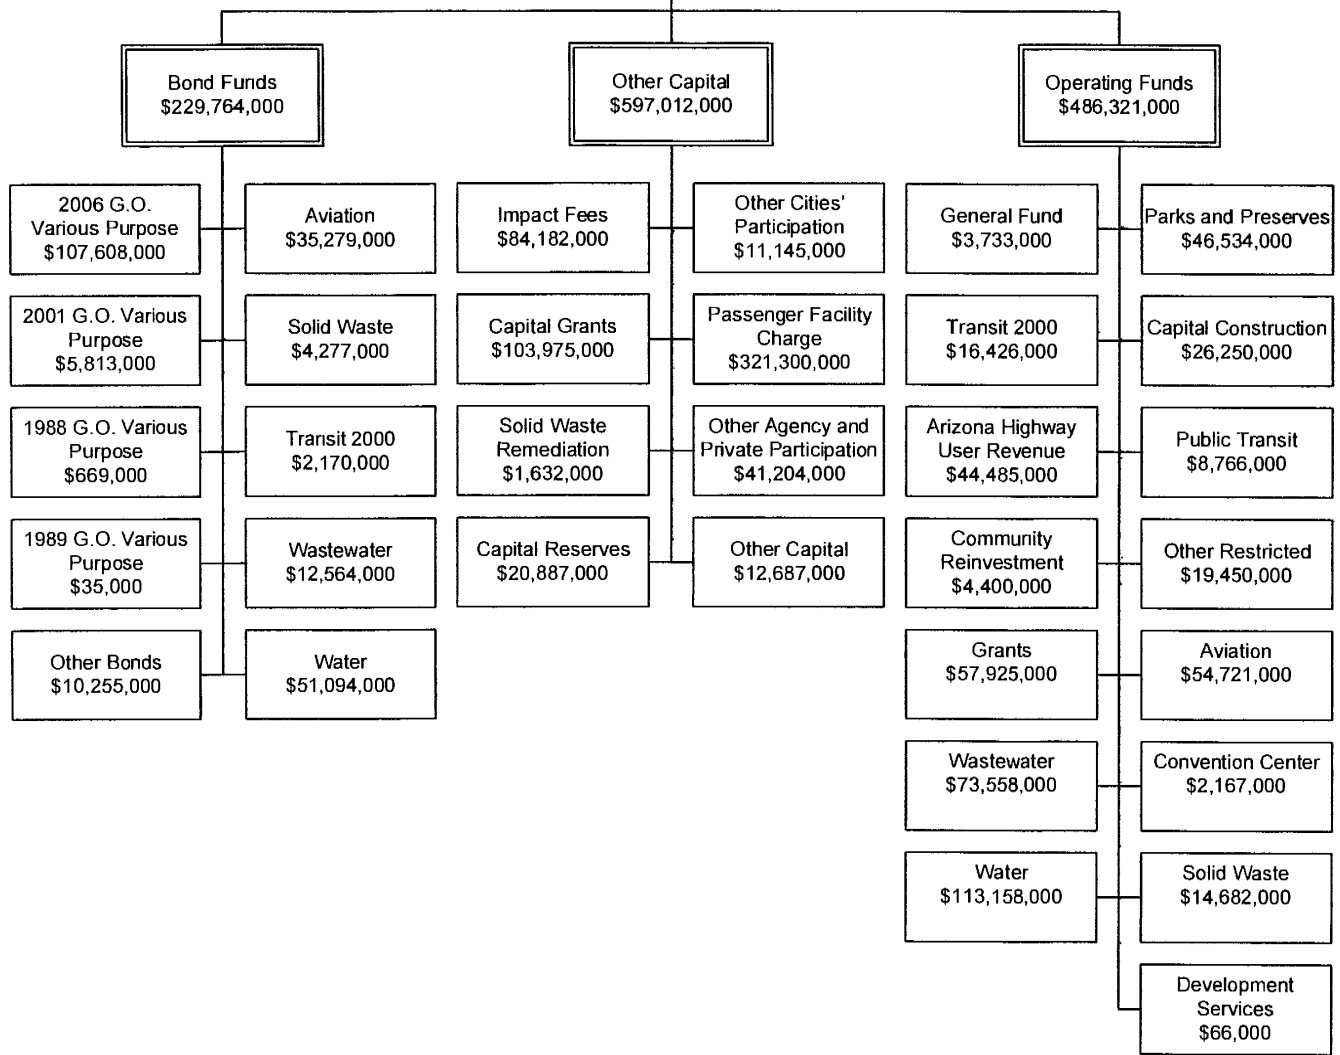 Bond Funds
$229,764,000
Other Capital
$597,012,000
Operating Funds
$486,321,000
2006 G.O.
Various Purpose
$107,608,000
Aviation
$35,279,000
2001 G.O. Various
Purpose
$5,813,000
Solid Waste
$4,277,000
1988 G.O. Various
Purpose
$669,000
Transit 2000
$2,170,000
1989 G.O. Various
Purpose
$35,000
Wastewater
$12,564,000
Other Bonds
$10,255,000
Water
$51,094,000
Impact Fees
$84,182,000
Other Cities'
Participation
$11,145,000
Capital Grants
$103,975,000
Passenger Facility
Charge
$321,300,000
Solid Waste
Remediation
$1,632,000
Other Agency and
Private Participation
$41,204,000
Capital Reserves
$20,887,000
Other Capital
$12,687,000
General Fund
$3,733,000
Parks and Preserves
$46,534,000
Transit 2000
$16,426,000
Capital Construction
$26,250,000
Arizona Highway
User Revenue
$44,485,000
Public Transit
$8,766,000
Community
Reinvestment
$4,400,000
Other Restricted
$19,450,000
Grants
$57,925,000
Aviation
$54,721,000
Wastewater
$73,558,000
Convention Center
$2,167,000
Water
$113,158,000
Solid Waste
$14,682,000
Development
Services
$66,000